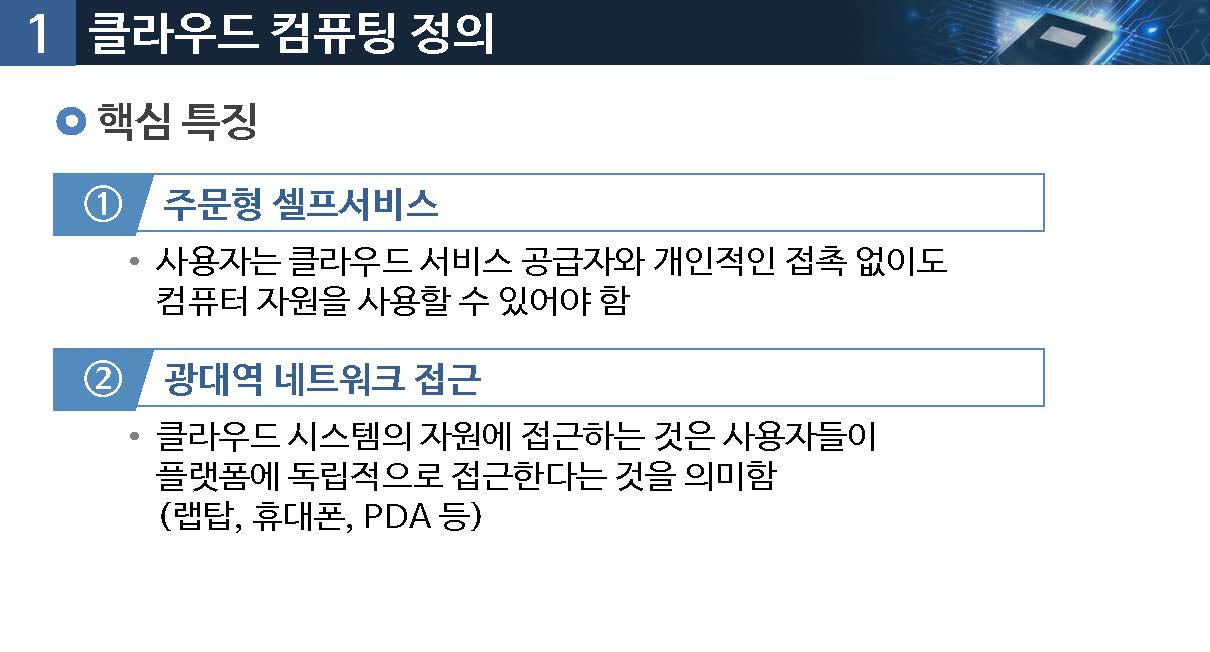 1 클라우드 컴퓨팅 정의
핵심 특징
① 주문형 셀프서비스
• 사용자는 클라우드 서비스 공급자와 개인적인 접촉 없이도
컴퓨터 자원을 사용할 수 있어야 함
② 광대역 네트워크 접근
• 클라우드 시스템의 자원에 접근하는 것은 사용자들이
플랫폼에 독립적으로 접근한다는 것을 의미함
(랩탑, 휴대폰, PDA 등)